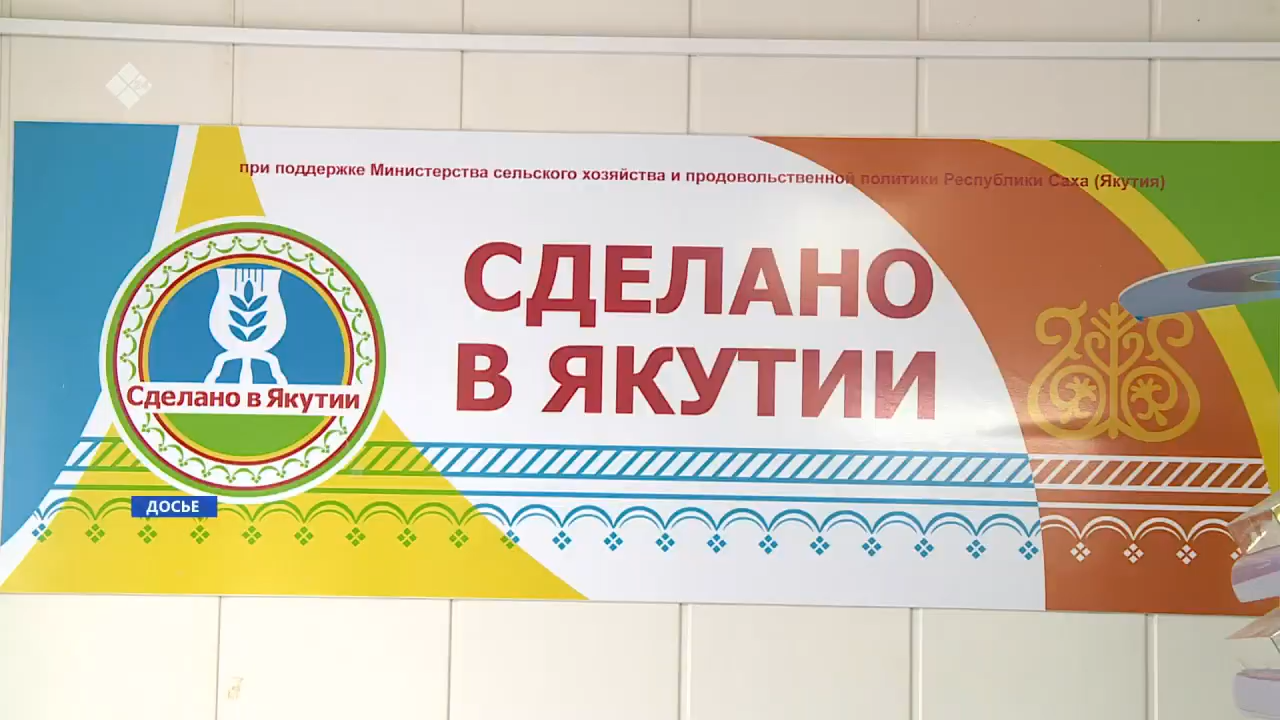 при поддержке Министерства сельского хозяйства и продовольственной политики Республики Саха (Якутия)
СДЕЛАНО
В ЯКУТИИ
Сделано в Якутии
ДОСЬЕ